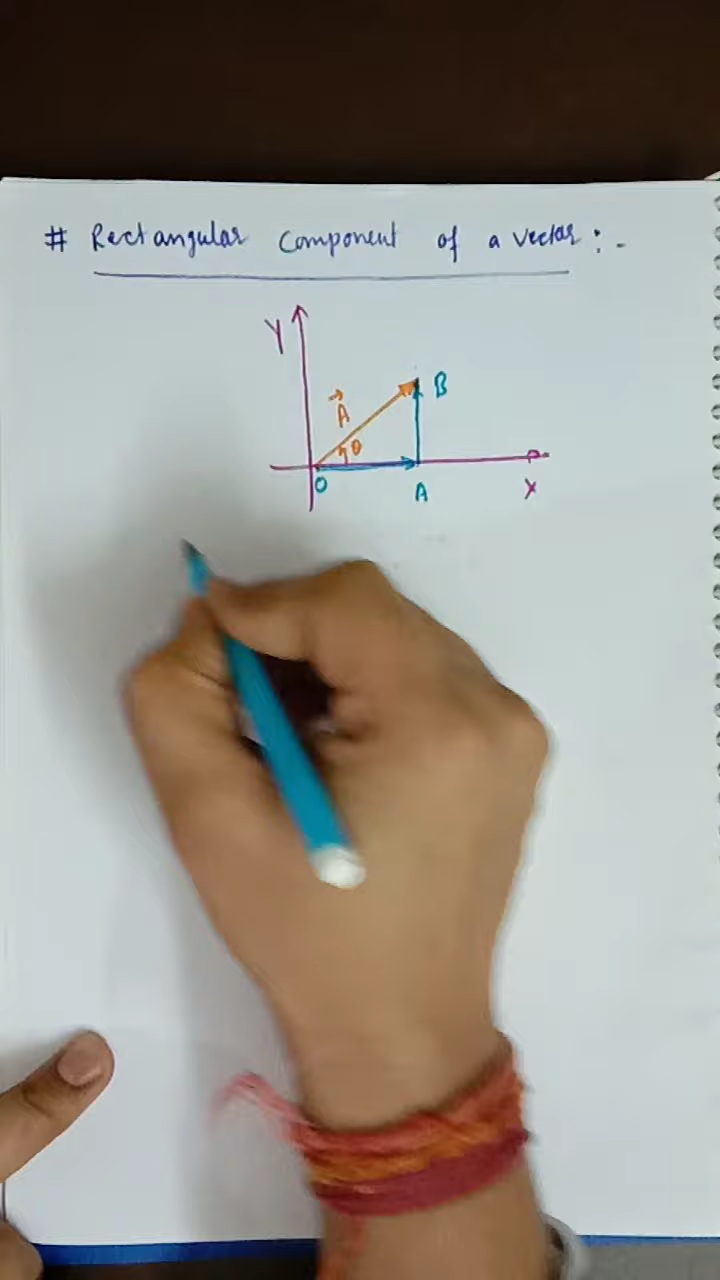 # Rectangular Component of a vector : -
Y
B
A
θ
O
A
X